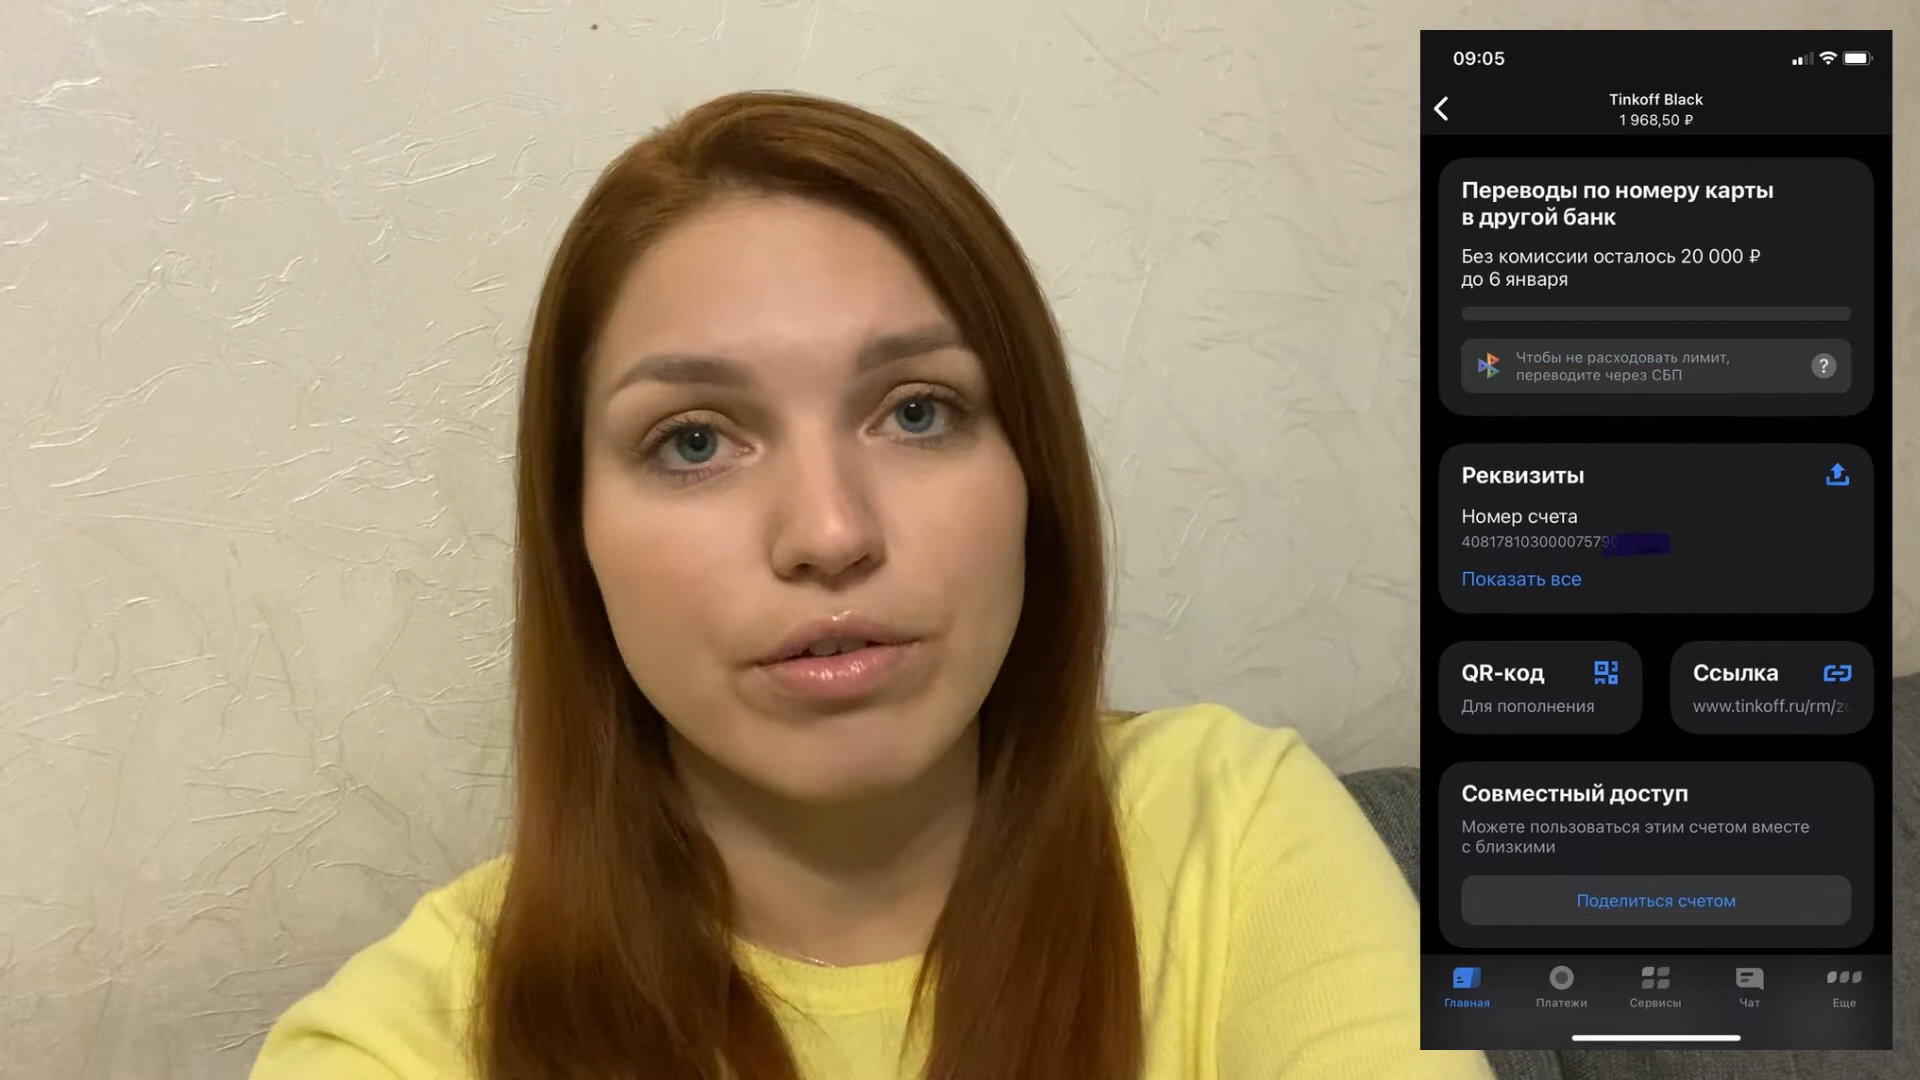 09:05
Tinkoff Black
1 968,50 ₽
Переводы по номеру карты
в другой банк
Без комиссии осталось 20 000 ₽
до 6 января
Чтобы не расходовать лимит,
переводите через СБП
?
Реквизиты
Номер счета
4081781030000757
Показать все
QR-код
Для пополнения
Ссылка
www.tinkoff.ru/rm/
Совместный доступ
Можете пользоваться этим счетом вместе
с близкими
Поделиться счетом
Главная
Платежи
Сервисы
Чат
Еще